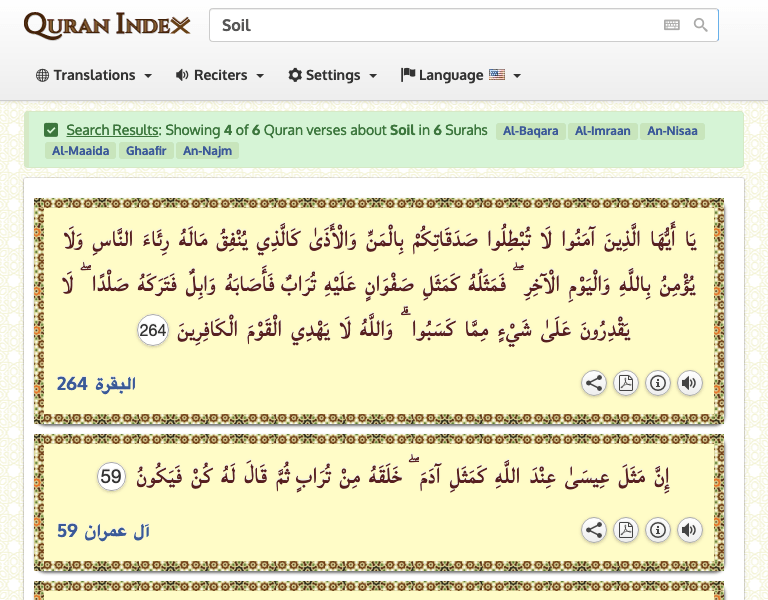 QURAN INDEX
Soil
Translations
Reciters
Settings
Language
Search Results: Showing 4 of 6 Quran verses about Soil in 6 Surahs Al-Baqara Al-Imraan An-Nisaa
Al-Maaida Ghaafir An-Najm
يَا أَيُّهَا الَّذِينَ آمَنُوا لَا تُبْطِلُوا صَدَقَاتِكُمْ بِالْمَنِّ وَالْأَذَىٰ كَالَّذِي يُنْفِقُ مَالَهُ رِئَاءَ النَّاسِ وَلَا
يُؤْمِنُ بِاللَّهِ وَالْيَوْمِ الْآخِرِ ۖ فَمَثَلُهُ كَمَثَلِ صَفْوَانٍ عَلَيْهِ تُرَابٌ فَأَصَابَهُ وَابِلٌ فَتَرَكَهُ صَلْدًا ۖ لَا
يَقْدِرُونَ عَلَىٰ شَيْءٍ مِمَّا كَسَبُوا ۗ وَاللَّهُ لَا يَهْدِي الْقَوْمَ الْكَافِرِينَ 264
البقرة 264
إِنَّ مَثَلَ عِيسَىٰ عِنْدَ اللَّهِ كَمَثَلِ آدَمَ ۖ خَلَقَهُ مِنْ تُرَابٍ ثُمَّ قَالَ لَهُ كُنْ فَيَكُونُ 59
آل عمران 59